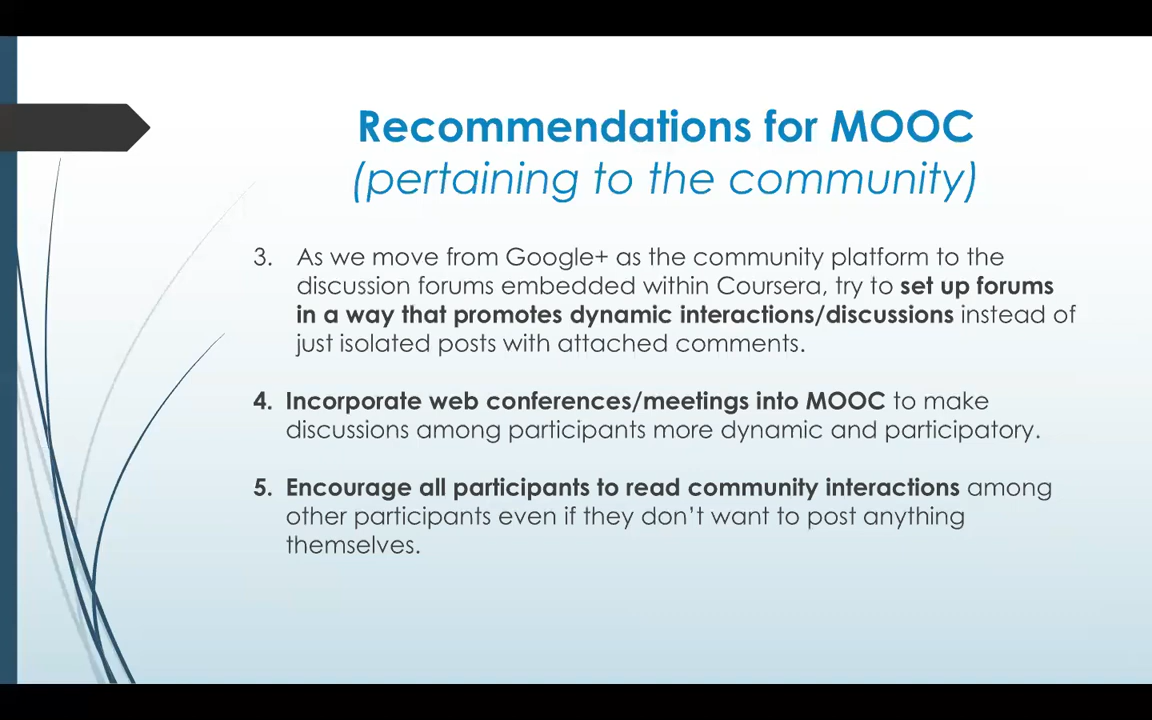 Recommendations for MOOC
(pertaining to the community)
3. As we move from Google+ as the community platform to the
discussion forums embedded within Coursera, try to set up forums
in a way that promotes dynamic interactions/discussions instead of
just isolated posts with attached comments.
4. Incorporate web conferences/meetings into MOOC to make
discussions among participants more dynamic and participatory.
5. Encourage all participants to read community interactions among
other participants even if they don’t want to post anything
themselves.